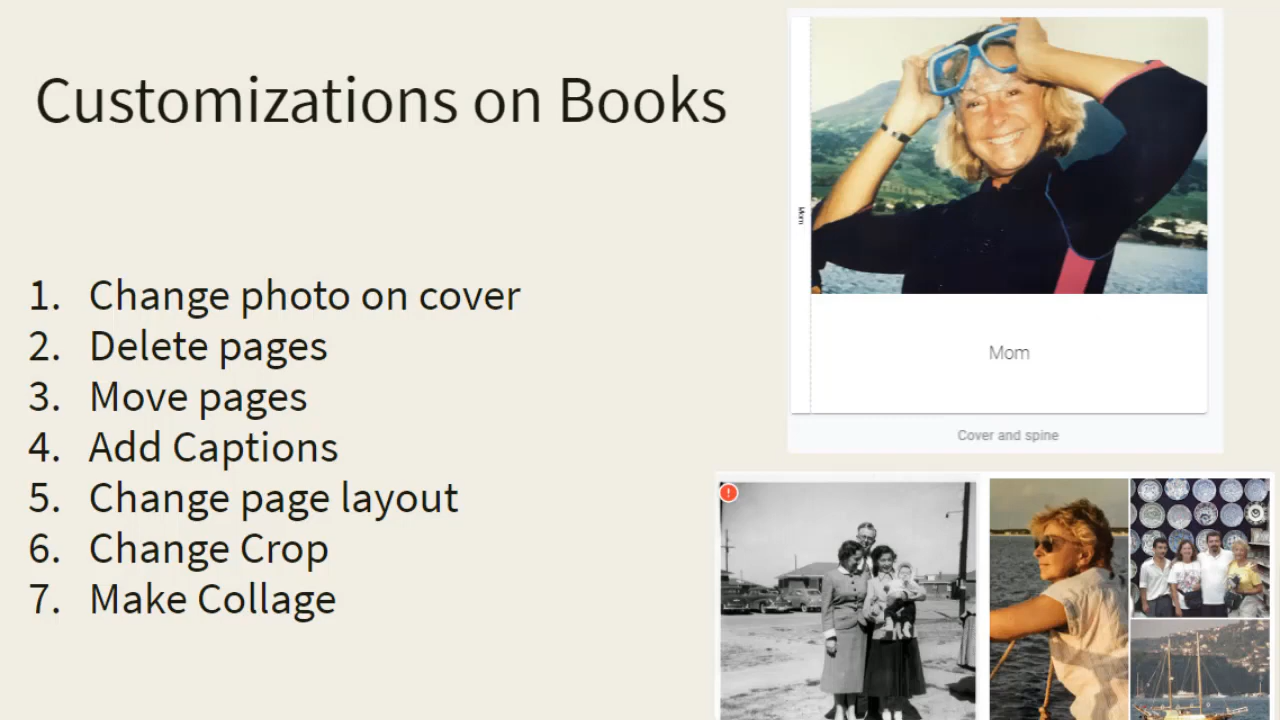 Customizations on Books
1. Change photo on cover
2. Delete pages
3. Move pages
4. Add Captions
5. Change page layout
6. Change Crop
7. Make Collage
Mom
Mom
Cover and spine
!